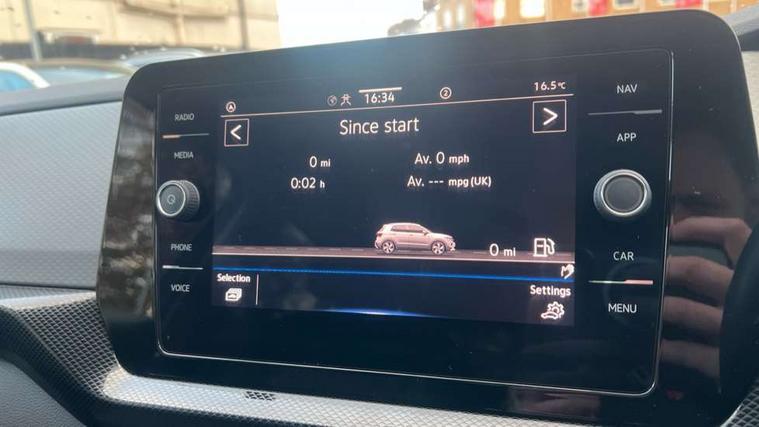 RADIO
MEDIA
PHONE
VOICE
A
16:34
2
16.5°C
Since start
0 mi
Av. 0 mph
0:02 h
Av. --- mpg (UK)
0 mi
Selection
Settings
NAV
APP
CAR
MENU